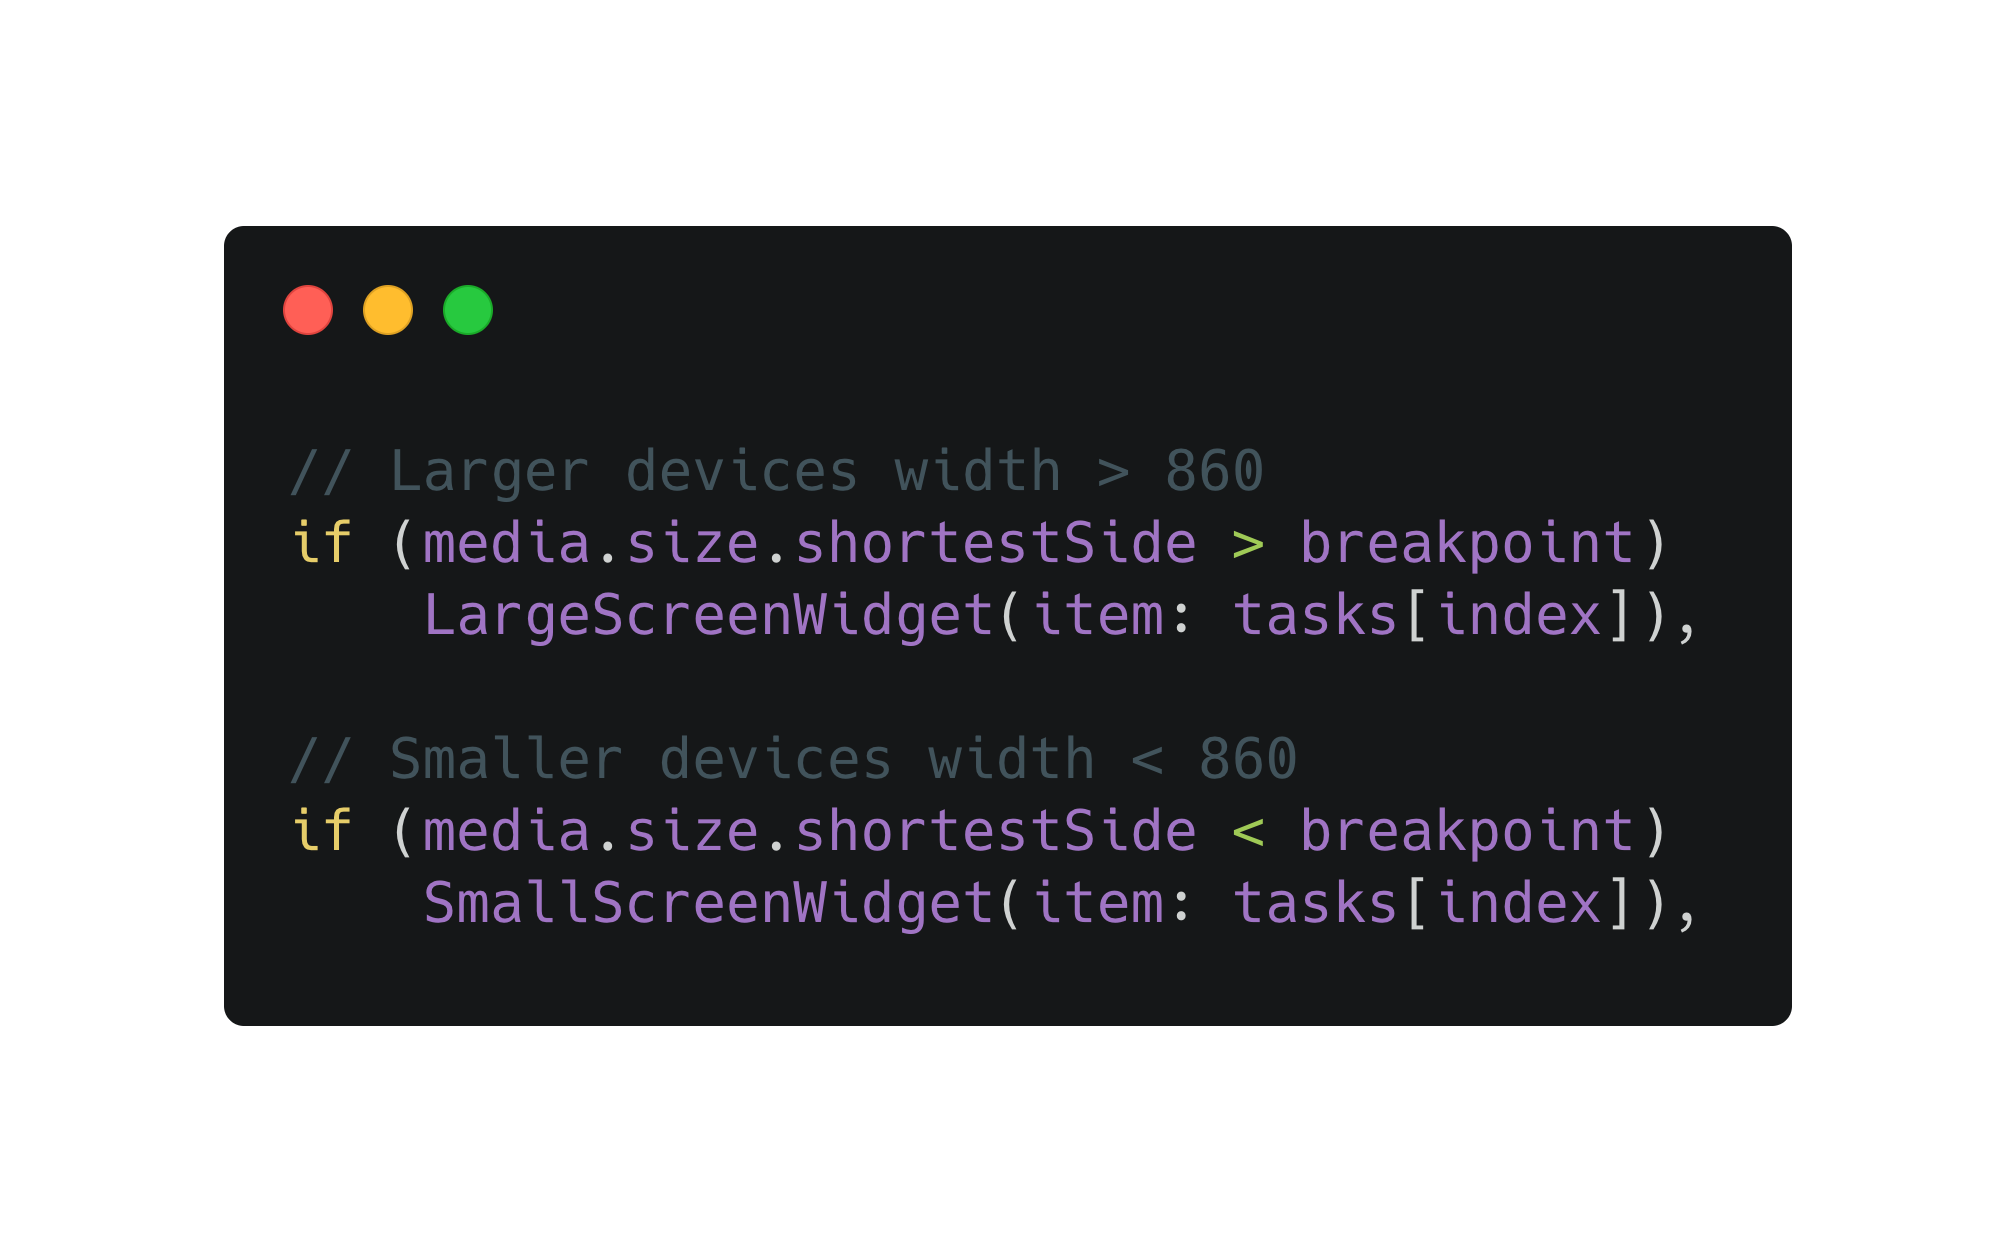 // Larger devices width > 860
if (media.size.shortestSide > breakpoint)
    LargeScreenWidget(item: tasks[index]),

// Smaller devices width < 860
if (media.size.shortestSide < breakpoint)
    SmallScreenWidget(item: tasks[index]),